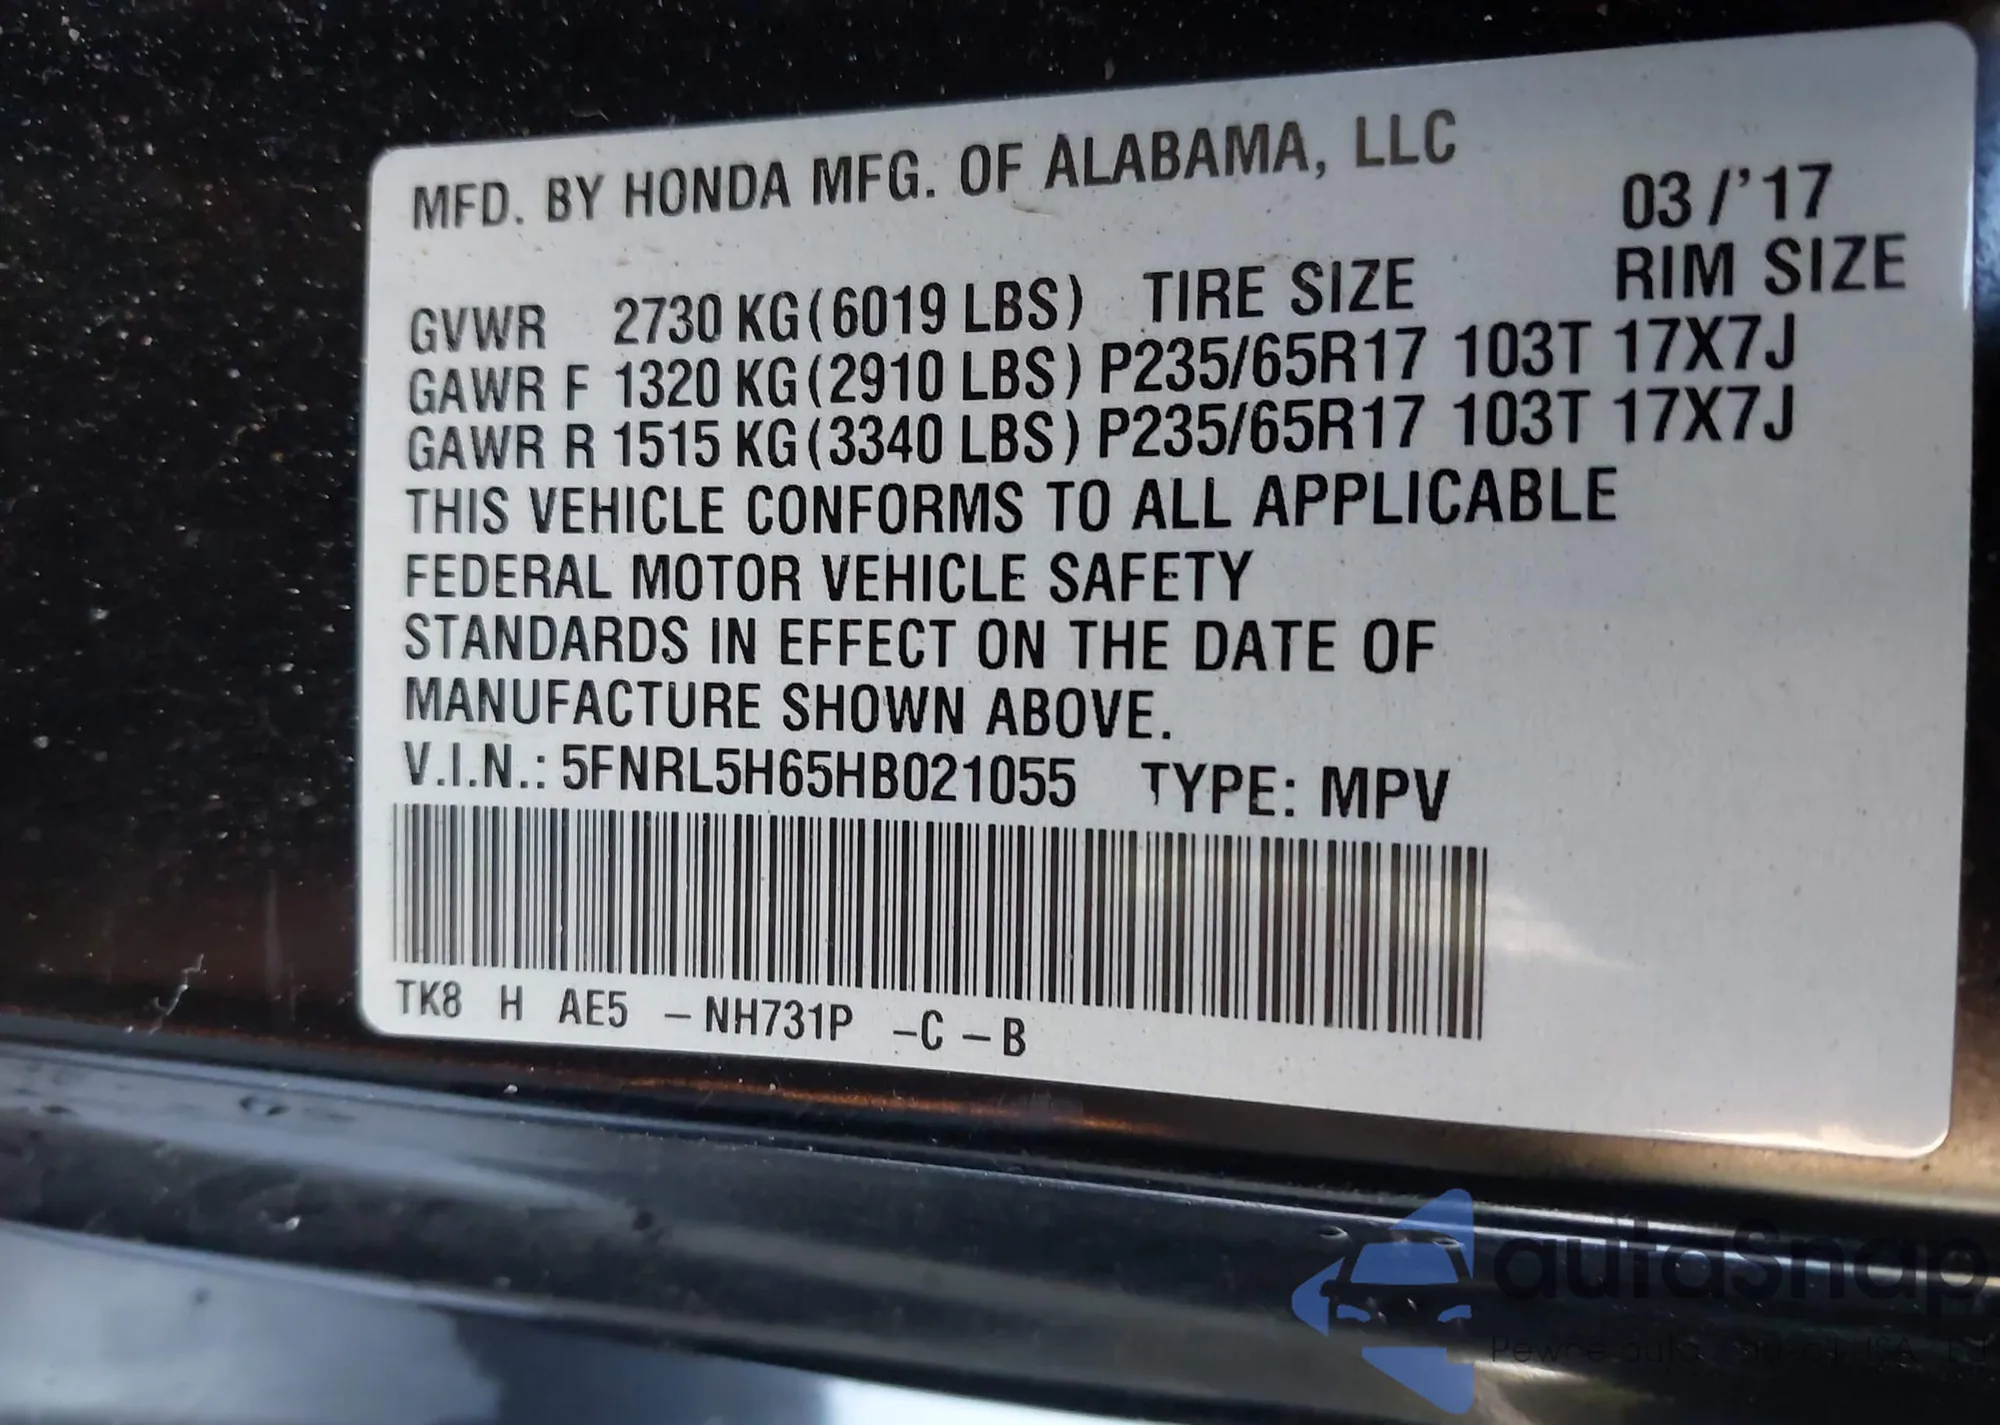 MFD. BY HONDA MFG. OF ALABAMA, LLC
03/'17
GVWR 2730 KG(6019 LBS) TIRE SIZE RIM SIZE
GAWR F 1320 KG(2910 LBS) P235/65R17 103T 17X7J
GAWR R 1515 KG(3340 LBS) P235/65R17 103T 17X7J
THIS VEHICLE CONFORMS TO ALL APPLICABLE
FEDERAL MOTOR VEHICLE SAFETY
STANDARDS IN EFFECT ON THE DATE OF
MANUFACTURE SHOWN ABOVE.
V.I.N.: 5FNRL5H65HB021055 TYPE: MPV
TK8 H AE5 -NH731P -C -B
autaSnap
Pewne auta